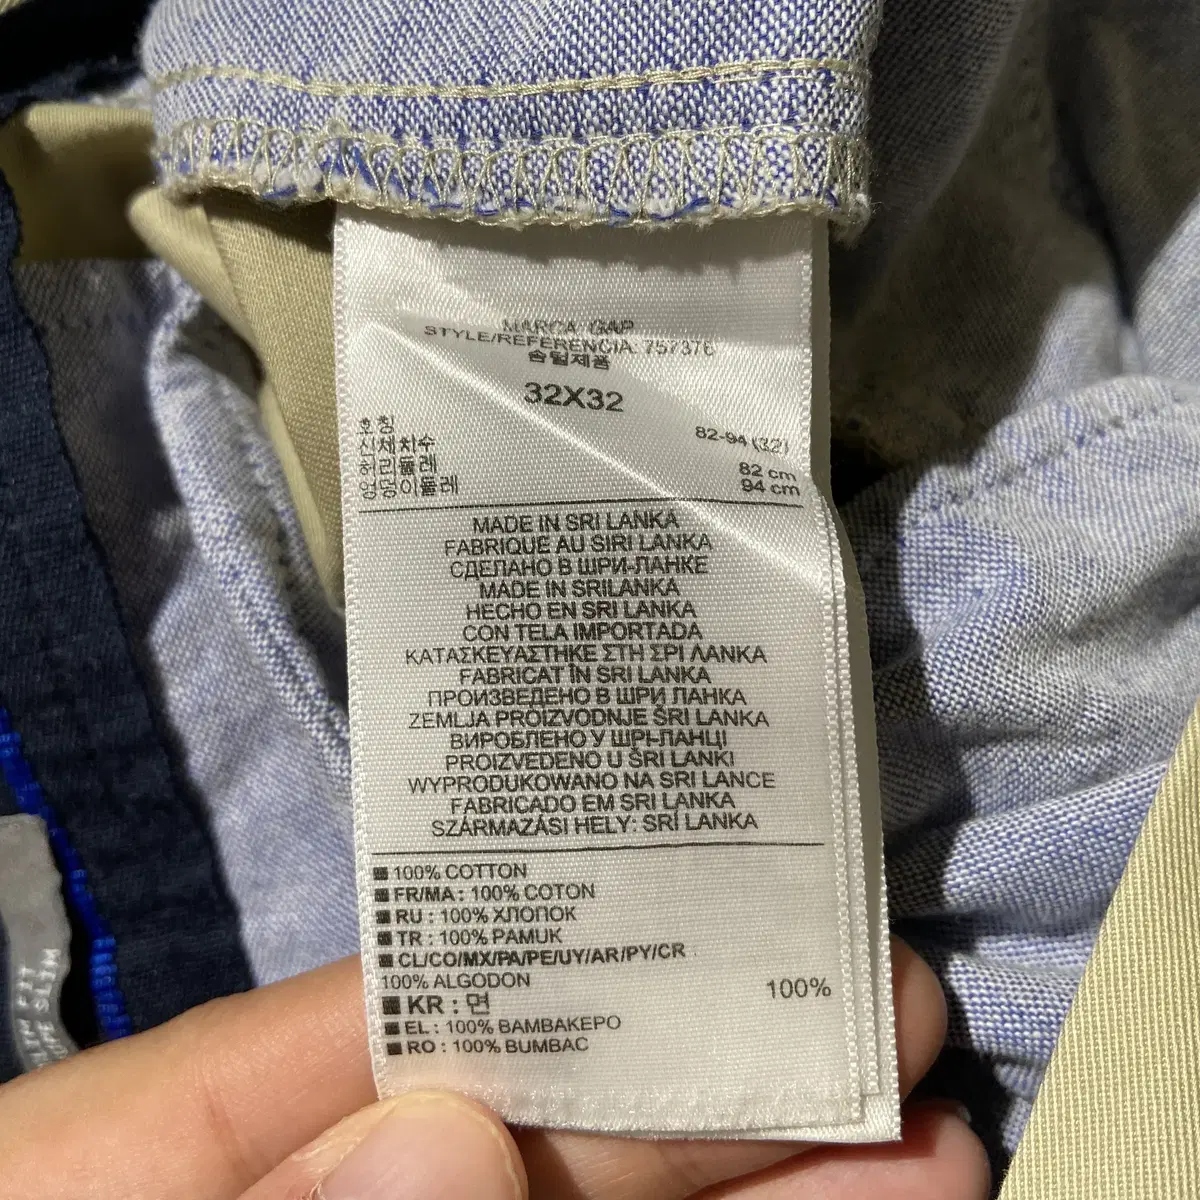 MARCA: GAP
STYLE/REFERENCIA: 757376
솜털제품
32X32
호칭 82-94 (32)
신체치수
허리둘레 82 cm
엉덩이둘레 94 cm
MADE IN SRI LANKA
FABRIQUE AU SIRI LANKA
СДЕЛАНО В ШРИ-ЛАНКЕ
MADE IN SRILANKA
HECHO EN SRI LANKA
CON TELA IMPORTADA
ΚΑΤΑΣΚΕΥΑΣΤΗΚΕ ΣΤΗ ΣΡΙ ΛΑΝΚΑ
FABRICAT ÎN SRI LANKA
ПРОИЗВЕДЕНО В ШРИ ЛАНКА
ZEMLJA PROIZVODNJE ŠRI LANKA
ВИРОБЛЕНО У ШРІ-ЛАНЦІ
PROIZVEDENO U ŠRI LANKI
WYPRODUKOWANO NA SRI LANCE
FABRICADO EM SRI LANKA
SZÁRMAZÁSI HELY: SRÍ LANKA
100% COTTON
FR/MA : 100% COTON
RU : 100% ХЛОПОК
TR : 100% PAMUK
CL/CO/MX/PA/PE/UY/AR/PY/CR
100% ALGODON
KR : 면 100%
EL : 100% ΒΑΜΒΑΚΕΡΟ
RO : 100% BUMBAC
FIT
SLIM